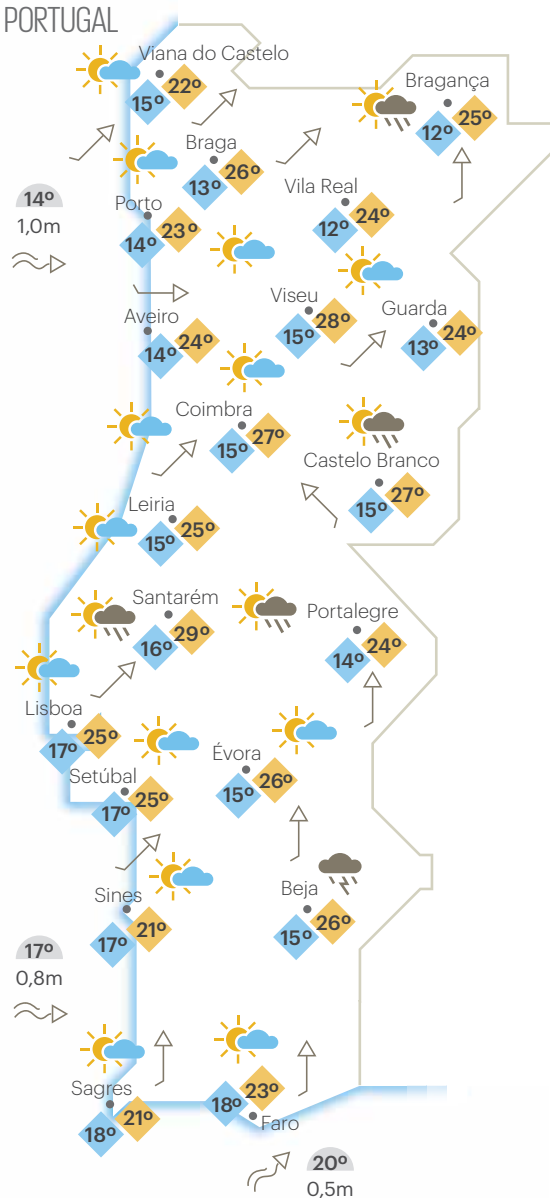 PORTUGAL
Viana do Castelo
15º 22º
Bragança
12º 25º
Braga
13º 26º
Vila Real
12º 24º
14º
1,0m
Porto
14º 23º
Viseu
15º 28º
Guarda
13º 24º
Aveiro
14º 24º
Coimbra
15º 27º
Castelo Branco
15º 27º
Leiria
15º 25º
Santarém
16º 29º
Portalegre
14º 24º
Lisboa
17º 25º
Évora
15º 26º
Setúbal
17º 25º
Sines
17º 21º
Beja
15º 26º
17º
0,8m
Sagres
18º 21º
18º 23º
Faro
20º
0,5m